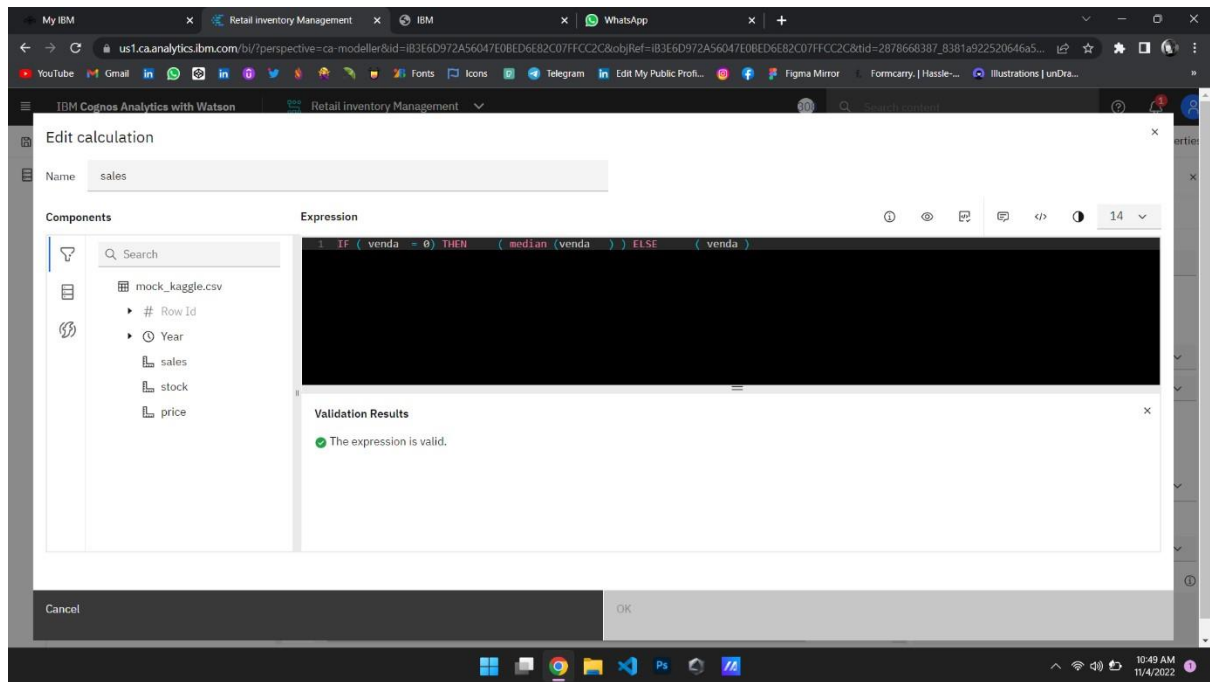 My IBM
Retail inventory Management
IBM
WhatsApp
us1.ca.analytics.ibm.com/bi/?perspective=ca-modeller&id=iB3E6D972A56047E0BED6E82C07FFCC2C&objRef=iB3E6D972A56047E0BED6E82C07FFCC2C&tid=2878668387_8381a922520646a5...
YouTube Gmail Fonts Icons Telegram Edit My Public Profi... Figma Mirror Formcarry. | Hassle-... Illustrations | unDra... »
IBM Cognos Analytics with Watson Retail inventory Management Search content
Edit calculation
erties
Name sales
Components Expression 14
1 IF ( venda = 0) THEN ( median (venda ) ) ELSE ( venda )
Search
mock_kaggle.csv
# Row Id
Year
sales
stock
price
Validation Results
The expression is valid.
Cancel OK
10:49 AM
11/4/2022
1